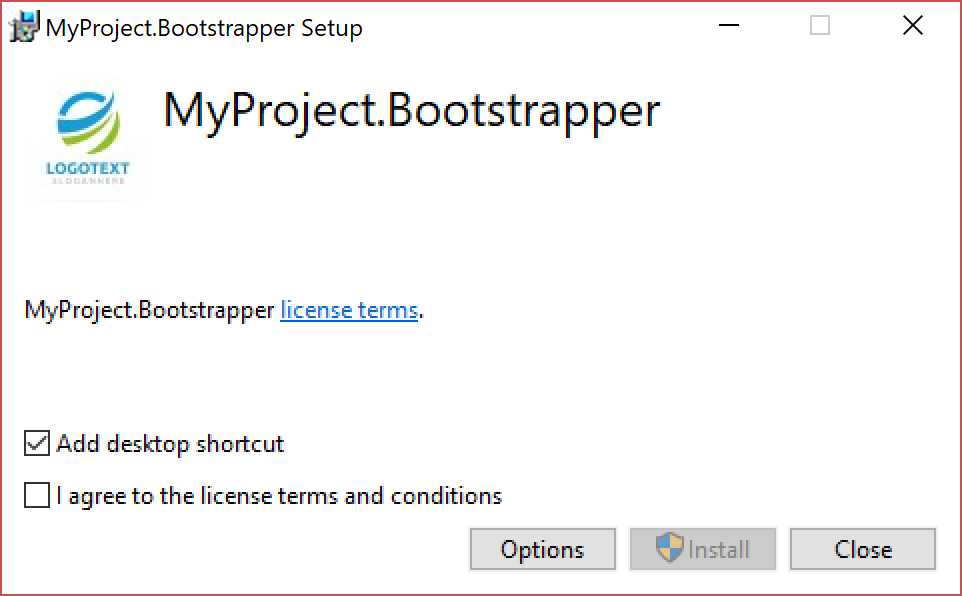 MyProject.Bootstrapper Setup
MyProject.Bootstrapper
LOGOTEXT
SLOGANHERE
MyProject.Bootstrapper license terms.
Add desktop shortcut
I agree to the license terms and conditions
Options
Install
Close